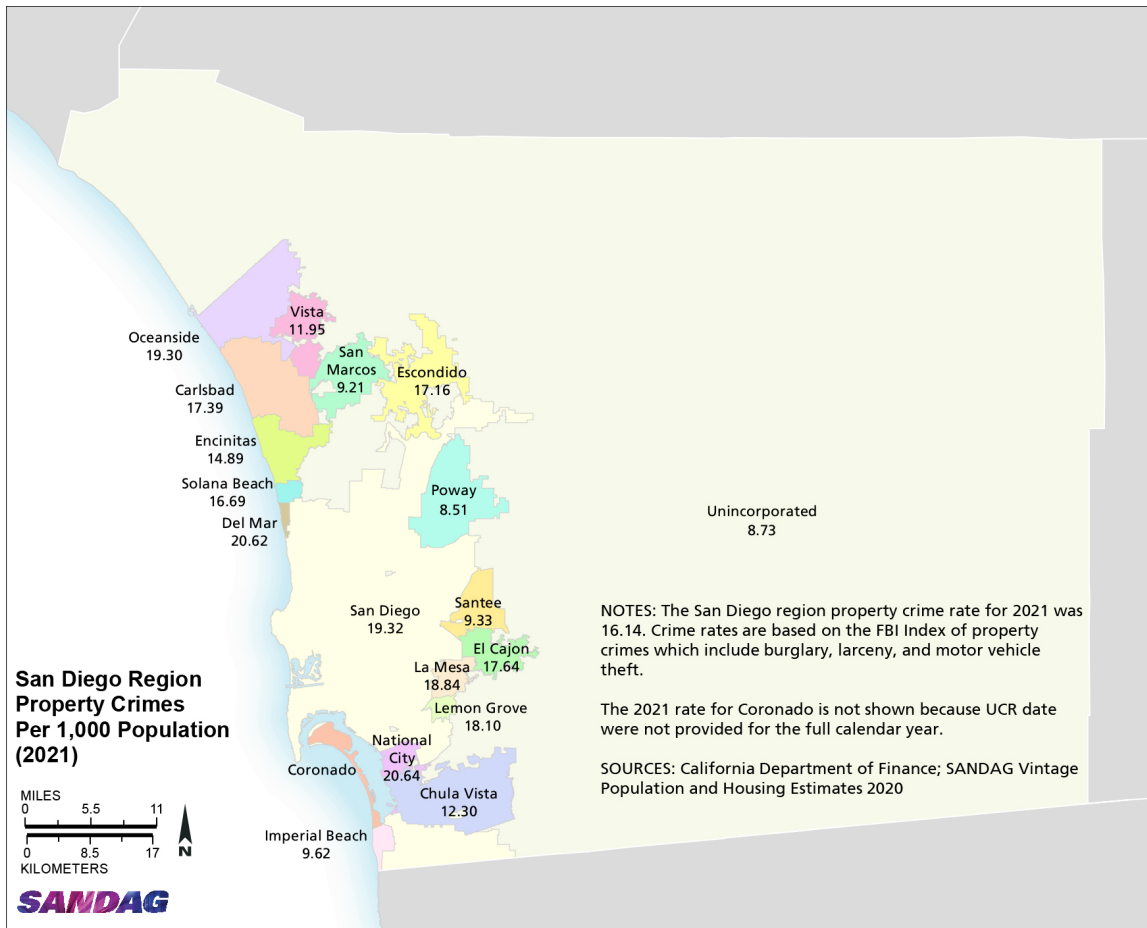 Vista
11.95
Oceanside
19.30
San
Marcos
9.21
Escondido
17.16
Carlsbad
17.39
Encinitas
14.89
Solana Beach
16.69
Poway
8.51
Del Mar
20.62
Unincorporated
8.73
San Diego
19.32
Santee
9.33
El Cajon
17.64
La Mesa
18.84
Lemon Grove
18.10
National
City
20.64
Coronado
Chula Vista
12.30
Imperial Beach
9.62
NOTES: The San Diego region property crime rate for 2021 was
16.14. Crime rates are based on the FBI Index of property
crimes which include burglary, larceny, and motor vehicle
theft.
The 2021 rate for Coronado is not shown because UCR date
were not provided for the full calendar year.
SOURCES: California Department of Finance; SANDAG Vintage
Population and Housing Estimates 2020
San Diego Region
Property Crimes
Per 1,000 Population
(2021)
MILES
0 5.5 11
0 8.5 17
KILOMETERS
N
SANDAG